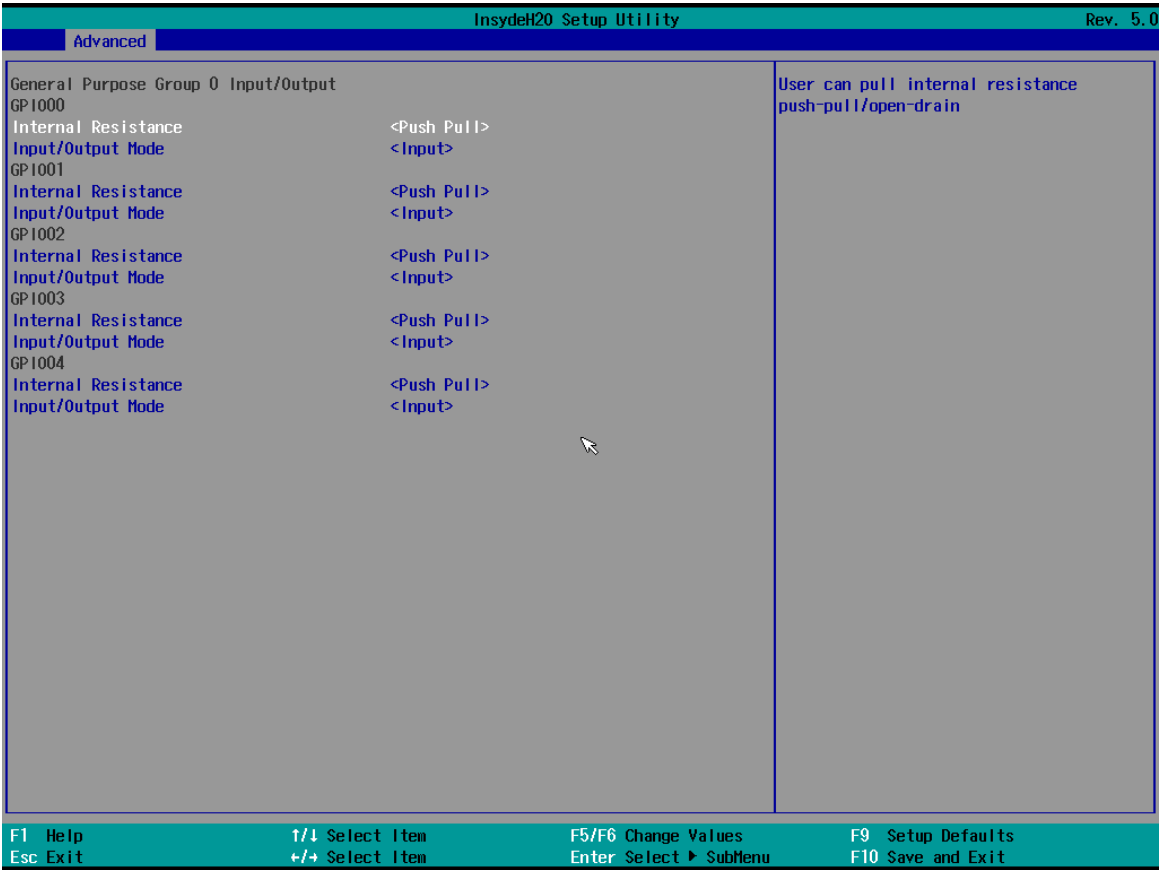 InsydeH20 Setup Utility Rev. 5.0
Advanced
General Purpose Group 0 Input/Output
GPIO00
Internal Resistance <Push Pull>
Input/Output Mode <Input>
GPIO01
Internal Resistance <Push Pull>
Input/Output Mode <Input>
GPIO02
Internal Resistance <Push Pull>
Input/Output Mode <Input>
GPIO03
Internal Resistance <Push Pull>
Input/Output Mode <Input>
GPIO04
Internal Resistance <Push Pull>
Input/Output Mode <Input>
User can pull internal resistance
push-pull/open-drain
F1 Help ↑/↓ Select Item F5/F6 Change Values F9 Setup Defaults
Esc Exit ←/→ Select Item Enter Select ▶ SubMenu F10 Save and Exit